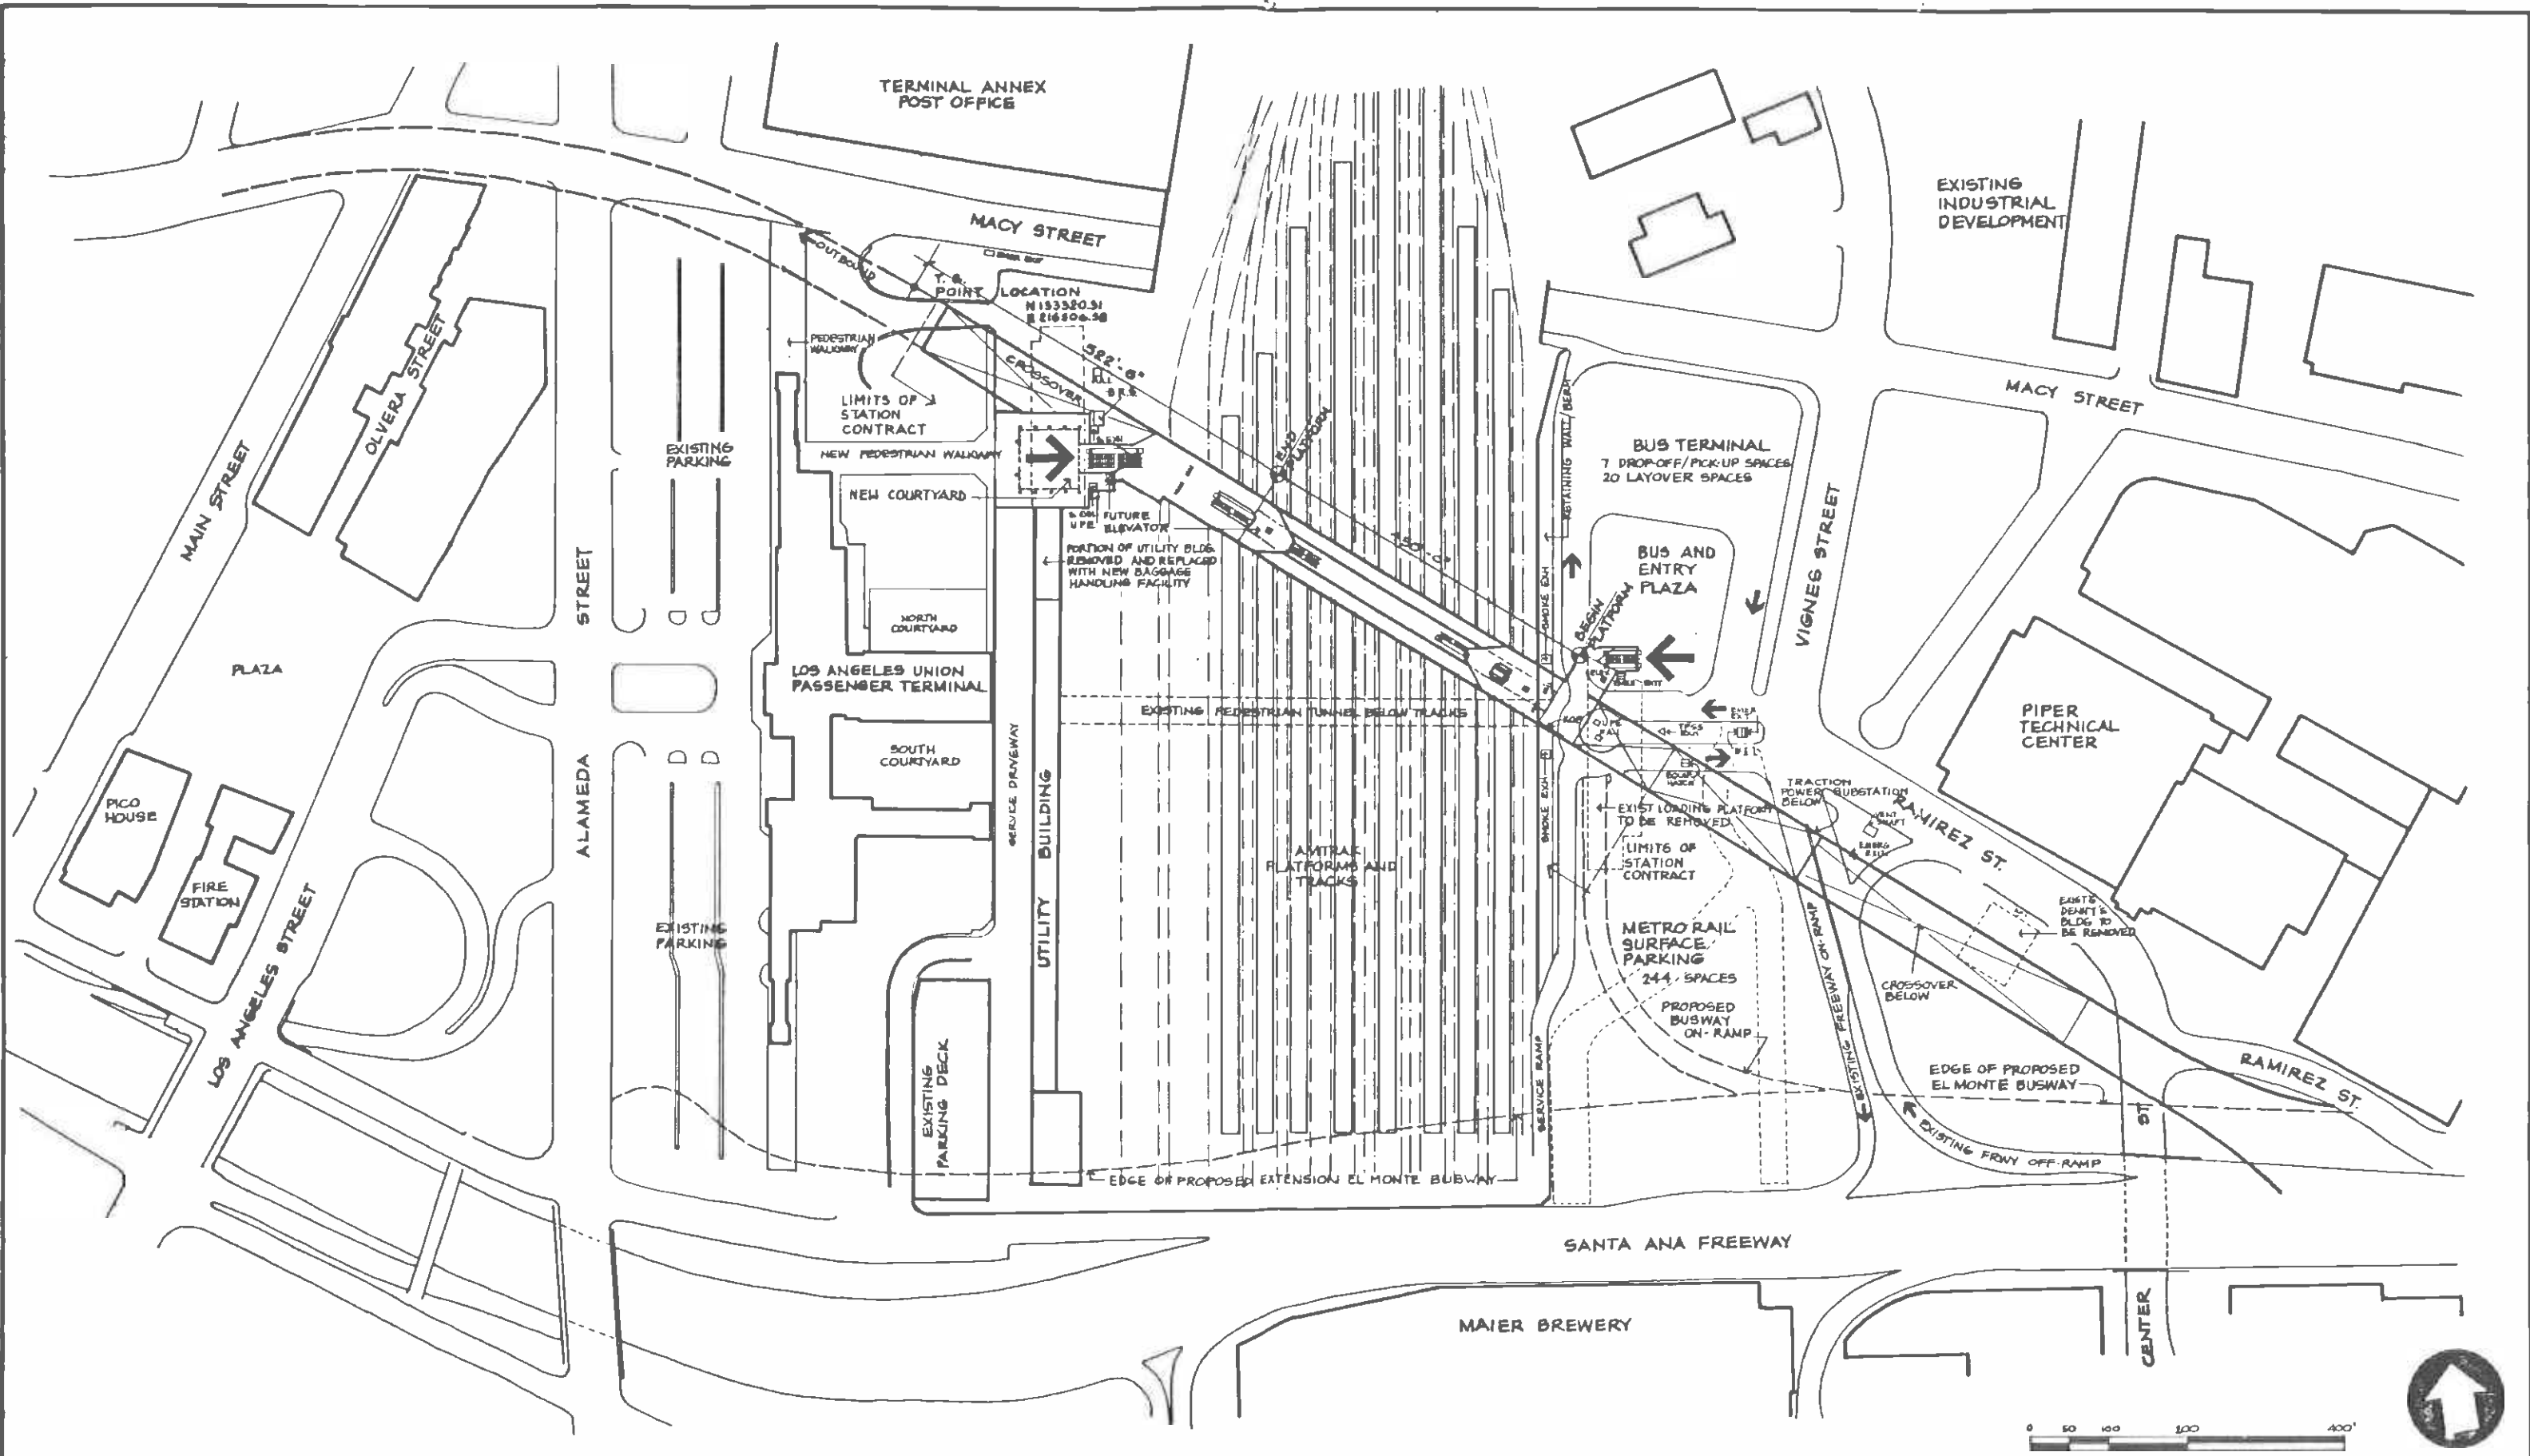 TERMINAL ANNEX
POST OFFICE
MACY STREET
EXISTING
INDUSTRIAL
DEVELOPMENT
OUTBOUND
POINT LOCATION
PEDESTRIAN
WALKWAY
CROSSOVER
522'-8"
LIMITS OF
STATION
CONTRACT
OLVERA STREET
MAIN STREET
EXISTING
PARKING
NEW PEDESTRIAN WALKWAY
NEW COURTYARD
FUTURE
ELEVATOR
PORTION OF UTILITY BLDG.
REMOVED AND REPLACED
WITH NEW BAGGAGE
HANDLING FACILITY
END
PLATFORM
450'-0"
BEGIN
PLATFORM
RETAINING WALL/BERM
SMOKE EXH
BUS TERMINAL
7 DROP-OFF/PICK-UP SPACES
20 LAYOVER SPACES
BUS AND
ENTRY
PLAZA
VIGNES STREET
MACY STREET
NORTH
COURTYARD
PLAZA
ALAMEDA STREET
LOS ANGELES UNION
PASSENGER TERMINAL
EXISTING PEDESTRIAN TUNNEL BELOW TRACKS
SOUTH
COURTYARD
SERVICE DRIVEWAY
UTILITY BUILDING
PIPER
TECHNICAL
CENTER
PICO
HOUSE
FIRE
STATION
LOS ANGELES STREET
EXISTING
PARKING
AMTRAK
PLATFORMS AND
TRACKS
SMOKE EXH
TRACTION
POWER SUBSTATION
BELOW
EXIST LOADING PLATFORM
TO BE REMOVED
LIMITS OF
STATION
CONTRACT
VENT
SHAFT
RAMIREZ ST.
EXIST'G
DENNY'S
BLDG TO
BE REMOVED
METRO RAIL
SURFACE
PARKING
244 SPACES
PROPOSED
BUSWAY
ON-RAMP
EXISTING FREEWAY ON-RAMP
CROSSOVER
BELOW
EXISTING
PARKING DECK
SERVICE RAMP
EDGE OF PROPOSED
EL MONTE BUSWAY
RAMIREZ ST.
EXISTING FRWY OFF-RAMP
EDGE OF PROPOSED EXTENSION EL MONTE BUSWAY
SANTA ANA FREEWAY
MAIER BREWERY
CENTER ST
0 50 100 200 400'